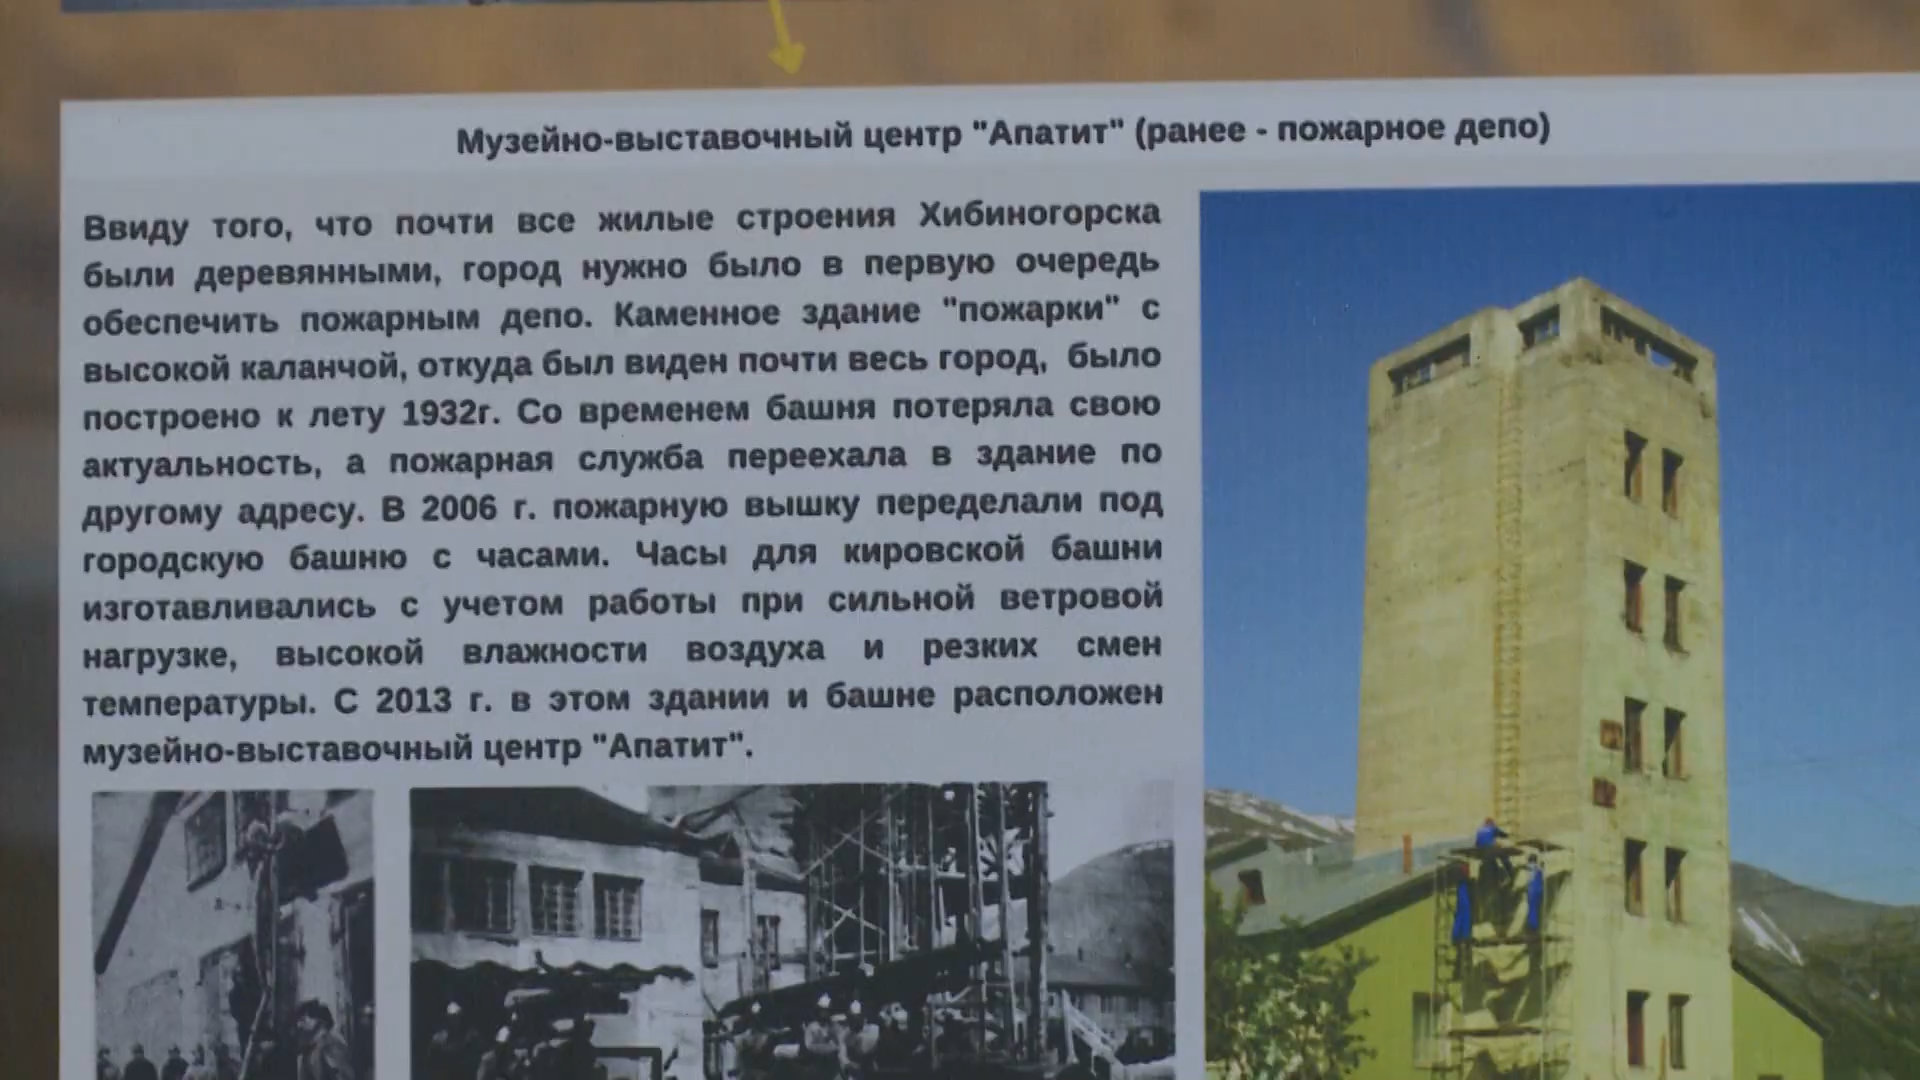 Музейно-выставочный центр "Апатит" (ранее - пожарное депо)
Ввиду того, что почти все жилые строения Хибиногорска
были деревянными, город нужно было в первую очередь
обеспечить пожарным депо. Каменное здание "пожарки" с
высокой каланчой, откуда был виден почти весь город, было
построено к лету 1932г. Со временем башня потеряла свою
актуальность, а пожарная служба переехала в здание по
другому адресу. В 2006 г. пожарную вышку переделали под
городскую башню с часами. Часы для кировской башни
изготавливались с учетом работы при сильной ветровой
нагрузке, высокой влажности воздуха и резких смен
температуры. С 2013 г. в этом здании и башне расположен
музейно-выставочный центр "Апатит".